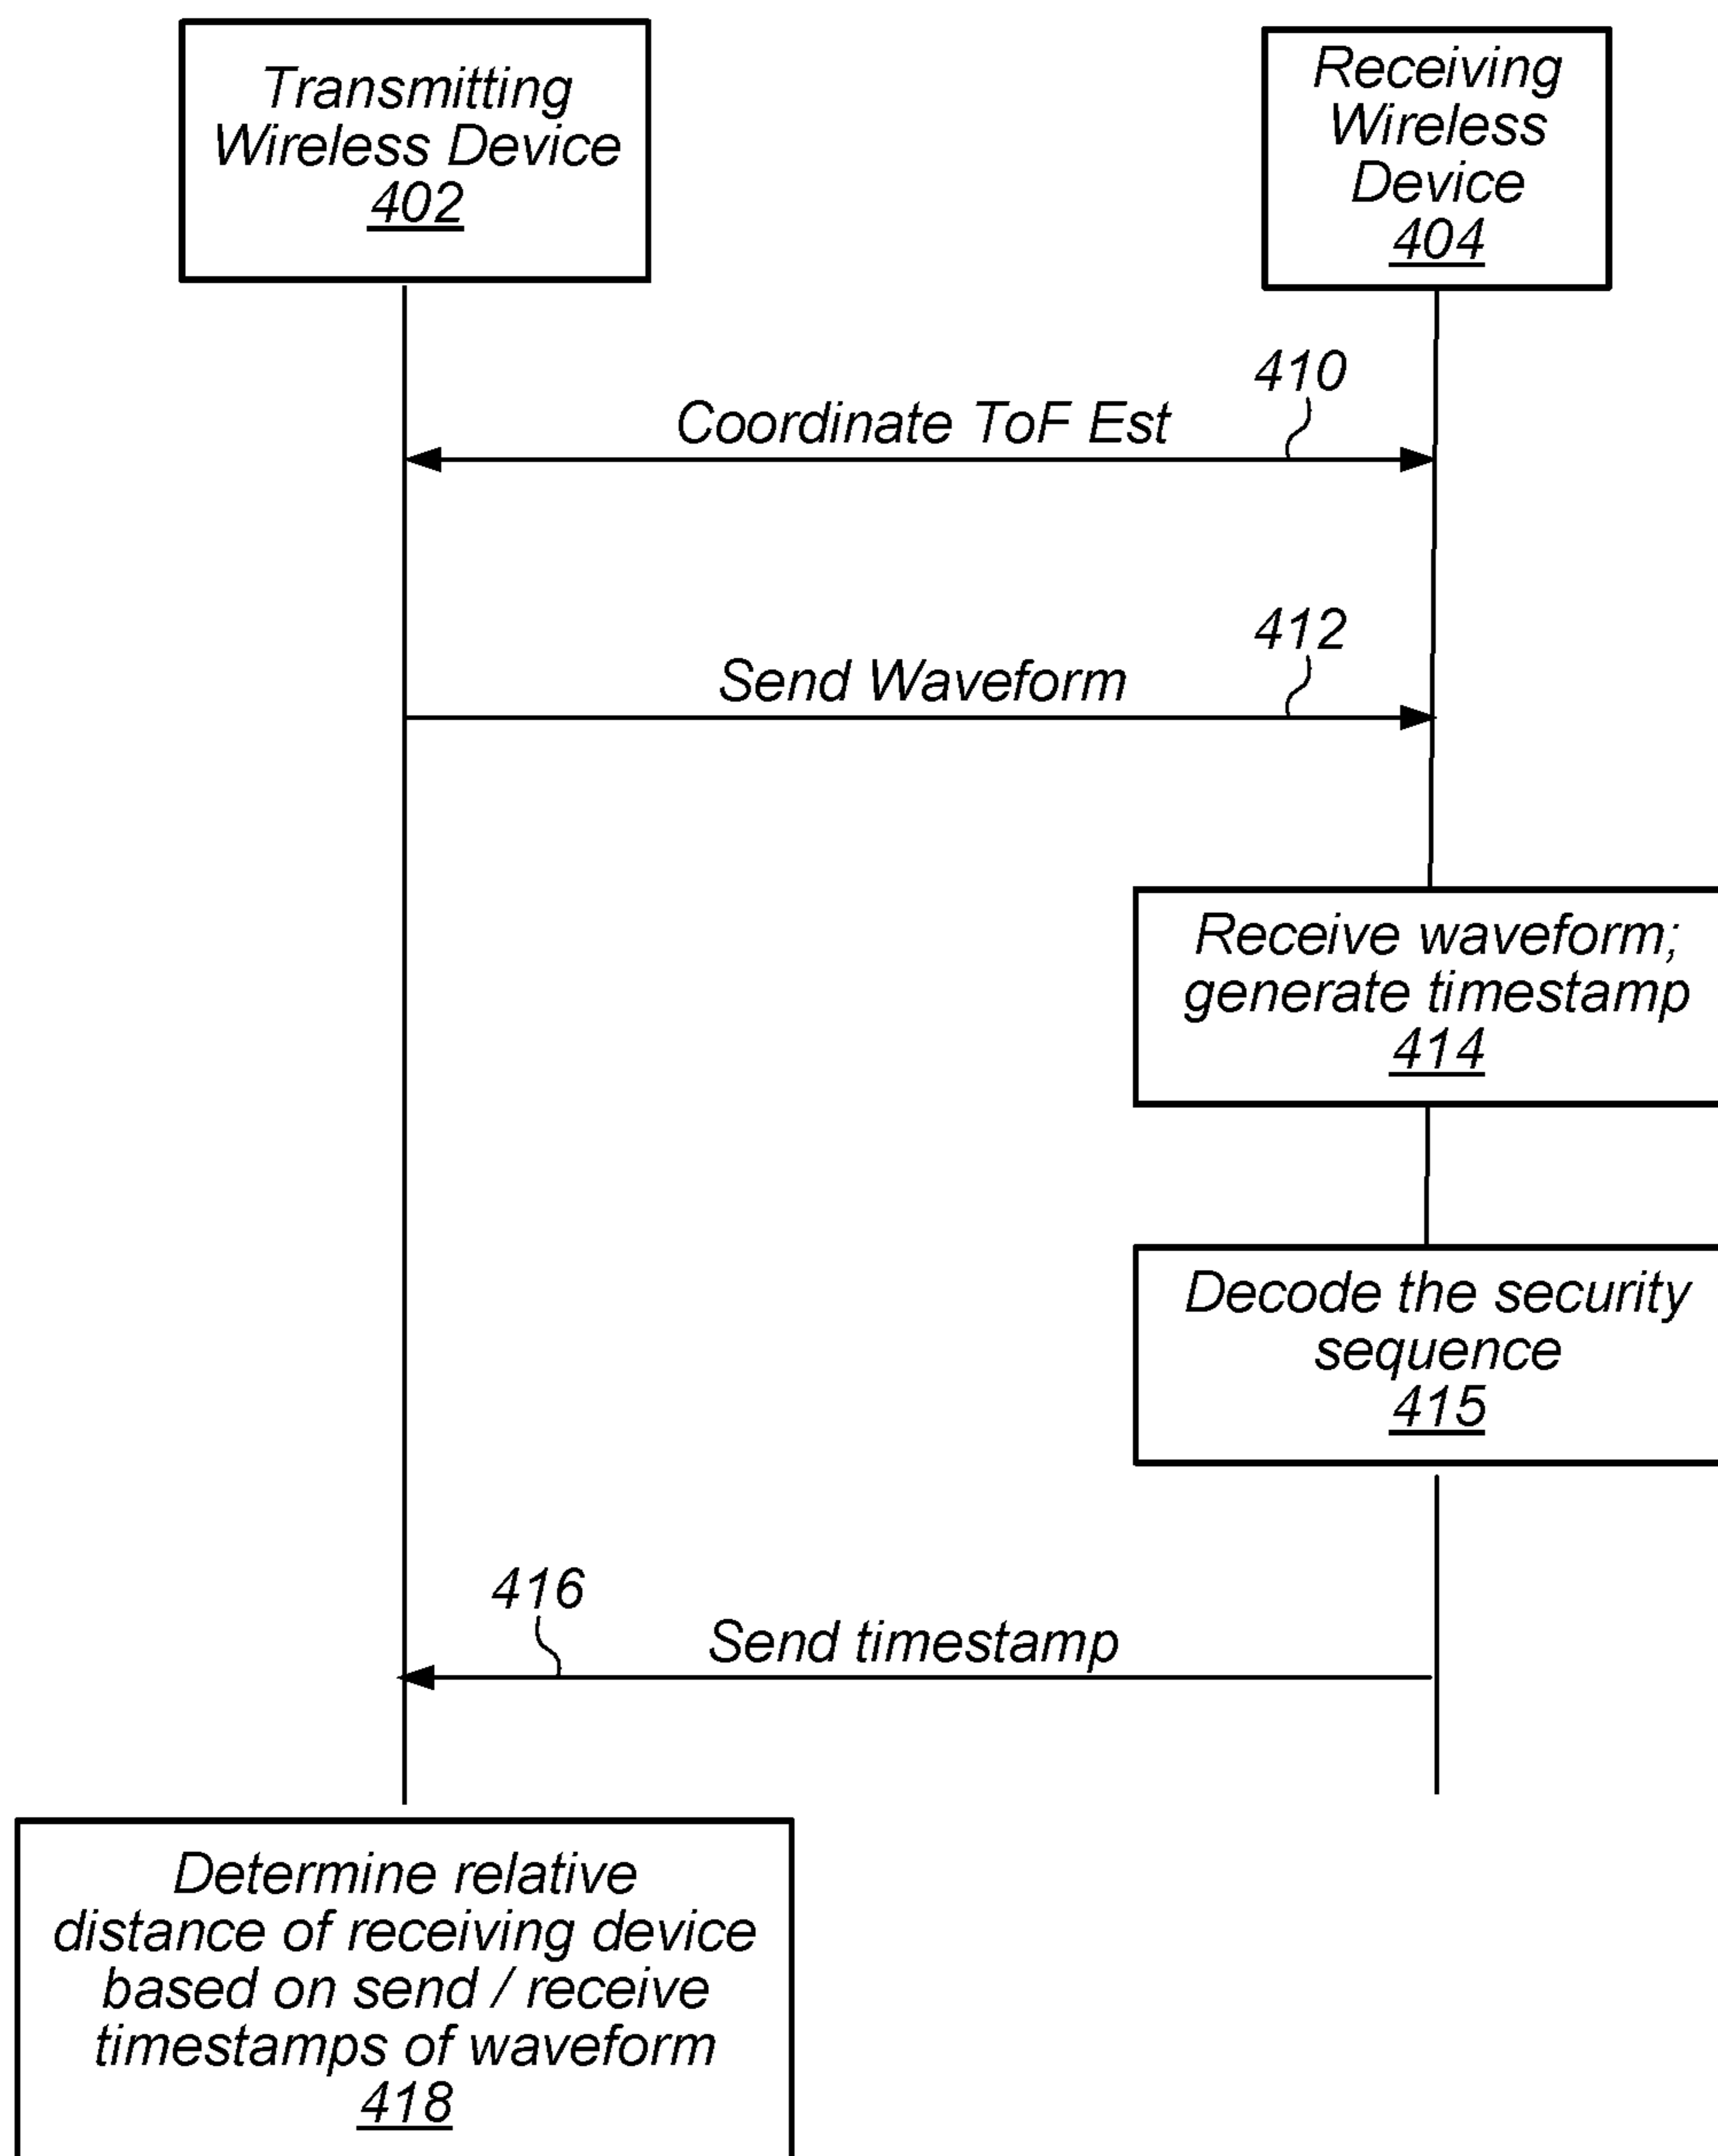 Transmitting
Wireless Device
402
Receiving
Wireless
Device
404
410
Coordinate ToF Est
412
Send Waveform
Receive waveform;
generate timestamp
414
Decode the security
sequence
415
416
Send timestamp
Determine relative
distance of receiving device
based on send / receive
timestamps of waveform
418